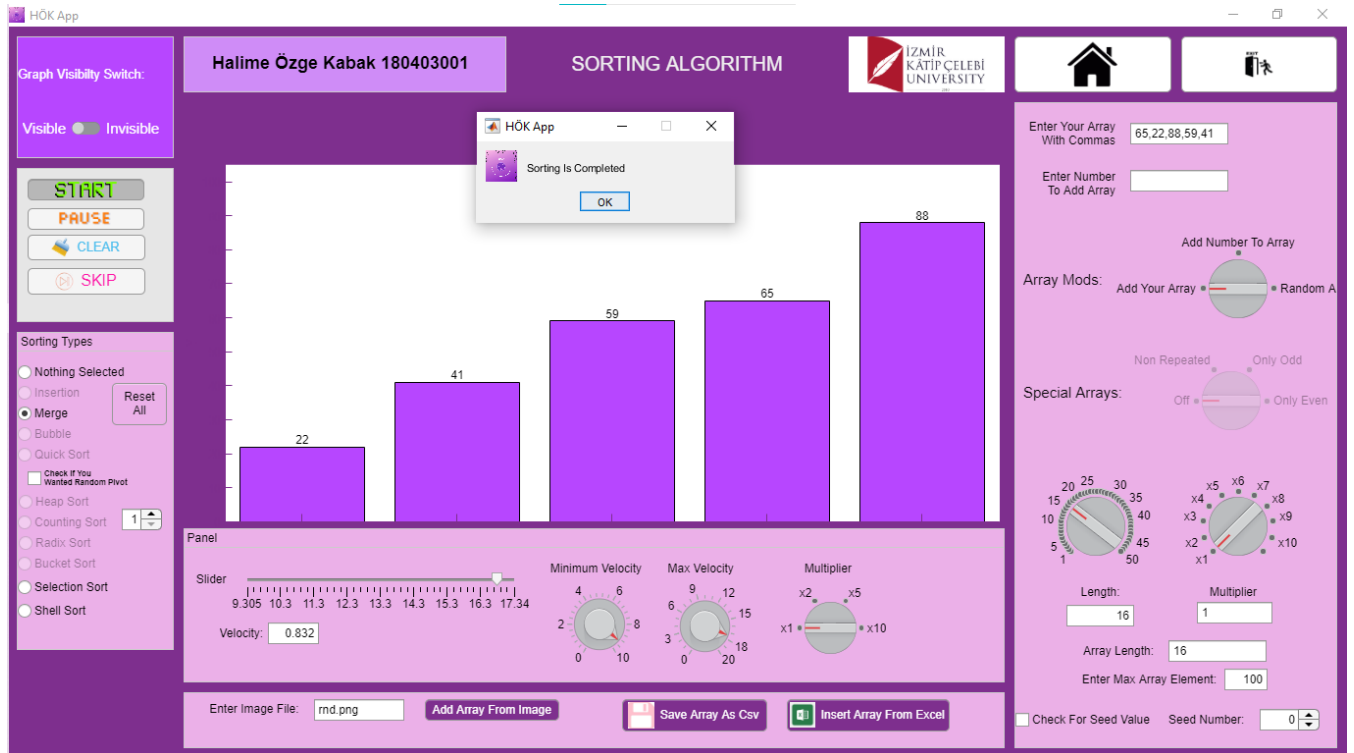 HÖK App
Graph Visibilty Switch:
Visible Invisible
Halime Özge Kabak 180403001
SORTING ALGORITHM
İZMİR
KÂTİP ÇELEBİ
UNIVERSITY
EXIT
START
PAUSE
CLEAR
SKIP
Sorting Types
Nothing Selected
Insertion
Reset
All
Merge
Bubble
Quick Sort
Check If You
Wanted Random Pivot
Heap Sort
Counting Sort 1
Radix Sort
Bucket Sort
Selection Sort
Shell Sort
HÖK App
Sorting Is Completed
OK
22
41
59
65
88
Panel
Slider
9.305 10.3 11.3 12.3 13.3 14.3 15.3 16.3 17.34
Velocity: 0.832
Minimum Velocity
4 6
2 8
0 10
Max Velocity
9 12
6 15
3 18
0 20
Multiplier
x2 x5
x1 x10
Enter Image File: rnd.png
Add Array From Image
Save Array As Csv
Insert Array From Excel
Enter Your Array
With Commas
65,22,88,59,41
Enter Number
To Add Array
Add Number To Array
Array Mods:
Add Your Array
Random A
Non Repeated Only Odd
Special Arrays:
Off Only Even
20 25 30
15 35
10 40
5 45
1 50
x5 x6 x7
x4 x8
x3 x9
x2 x10
x1
Length:
16
Multiplier
1
Array Length: 16
Enter Max Array Element: 100
Check For Seed Value
Seed Number: 0